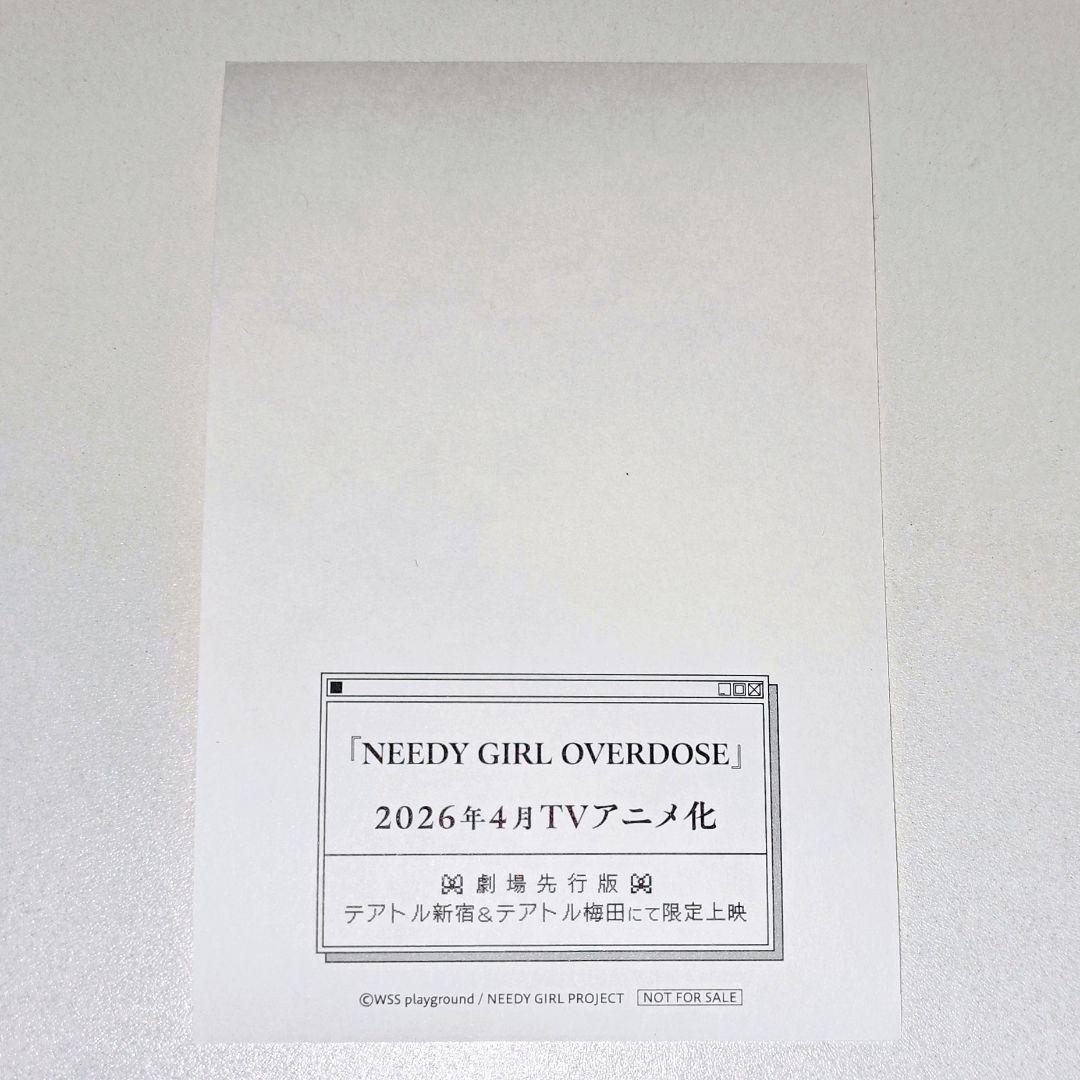 『NEEDY GIRL OVERDOSE』
2026年4月TVアニメ化
劇場先行版
テアトル新宿&テアトル梅田にて限定上映
©WSS playground / NEEDY GIRL PROJECT NOT FOR SALE